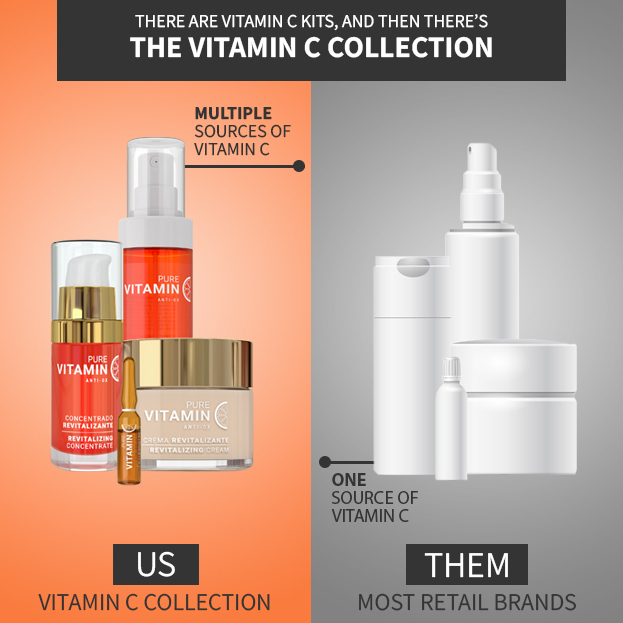 THERE ARE VITAMIN C KITS, AND THEN THERE'S
THE VITAMIN C COLLECTION
MULTIPLE
SOURCES OF
VITAMIN C
PURE
VITAMIN C
ANTI-OX
PURE
VITAMIN C
ANTI-OX
CONCENTRADO
REVITALIZANTE
REVITALIZING
CONCENTRATE
VITAMIN C
PURE
VITAMIN C
ANTI-OX
CREMA REVITALIZANTE
REVITALIZING CREAM
ONE
SOURCE OF
VITAMIN C
US
VITAMIN C COLLECTION
THEM
MOST RETAIL BRANDS